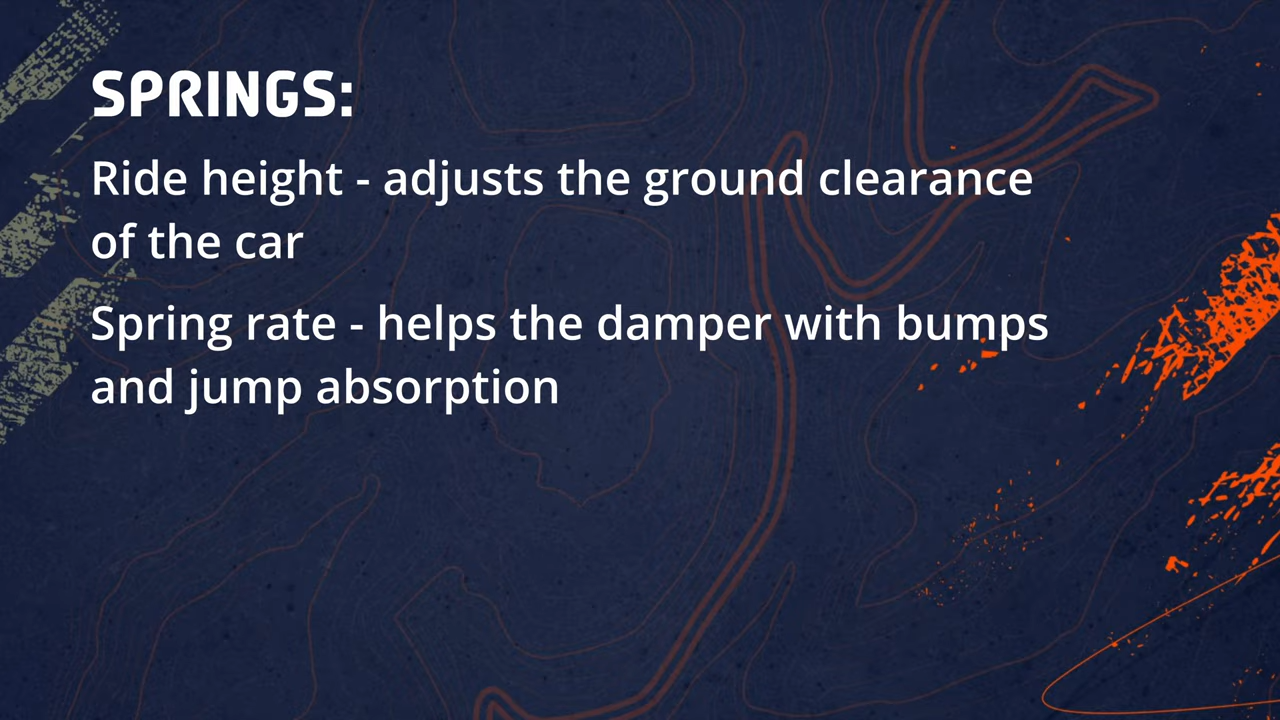 SPRINGS:
Ride height - adjusts the ground clearance
of the car
Spring rate - helps the damper with bumps
and jump absorption